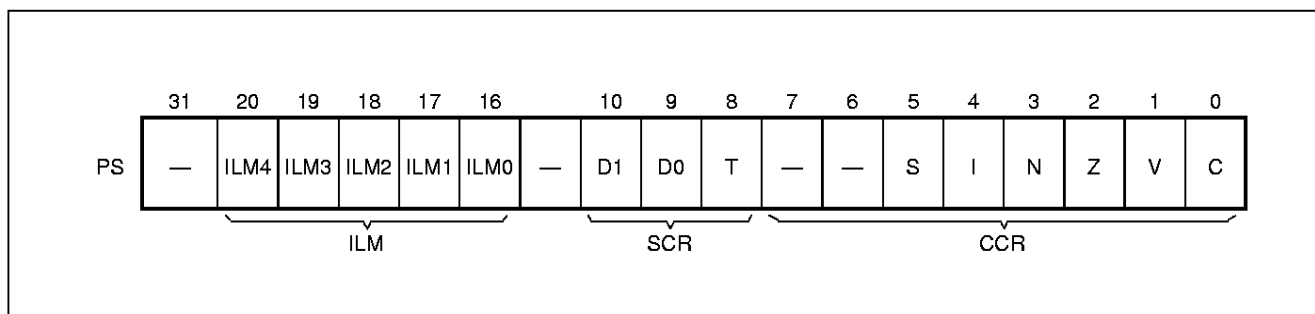 31 20 19 18 17 16 10 9 8 7 6 5 4 3 2 1 0
PS — ILM4 ILM3 ILM2 ILM1 ILM0 — D1 D0 T — — S I N Z V C
ILM SCR CCR